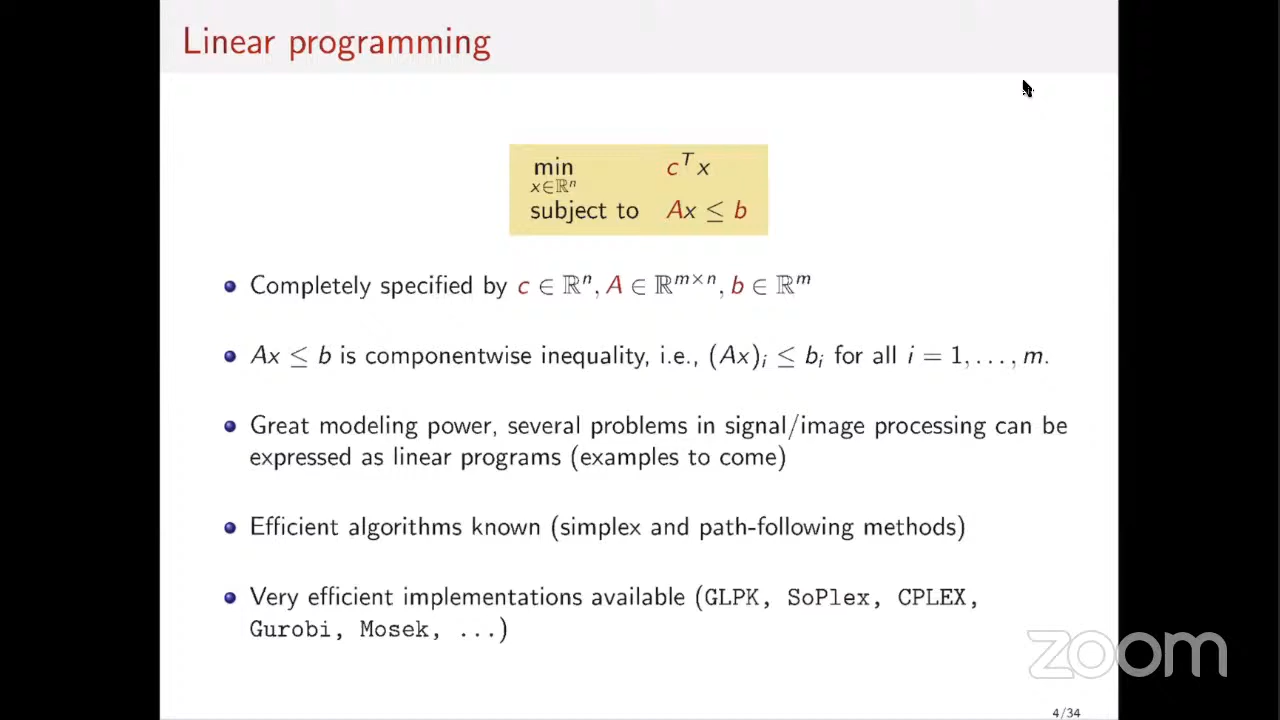 Linear programming
min c^T x
x∈ℝ^n
subject to Ax ≤ b
Completely specified by c ∈ ℝ^n, A ∈ ℝ^{m×n}, b ∈ ℝ^m
Ax ≤ b is componentwise inequality, i.e., (Ax)_i ≤ b_i for all i = 1, . . . , m.
Great modeling power, several problems in signal/image processing can be
expressed as linear programs (examples to come)
Efficient algorithms known (simplex and path-following methods)
Very efficient implementations available (GLPK, SoPlex, CPLEX,
Gurobi, Mosek, ...)
zoom
4/34